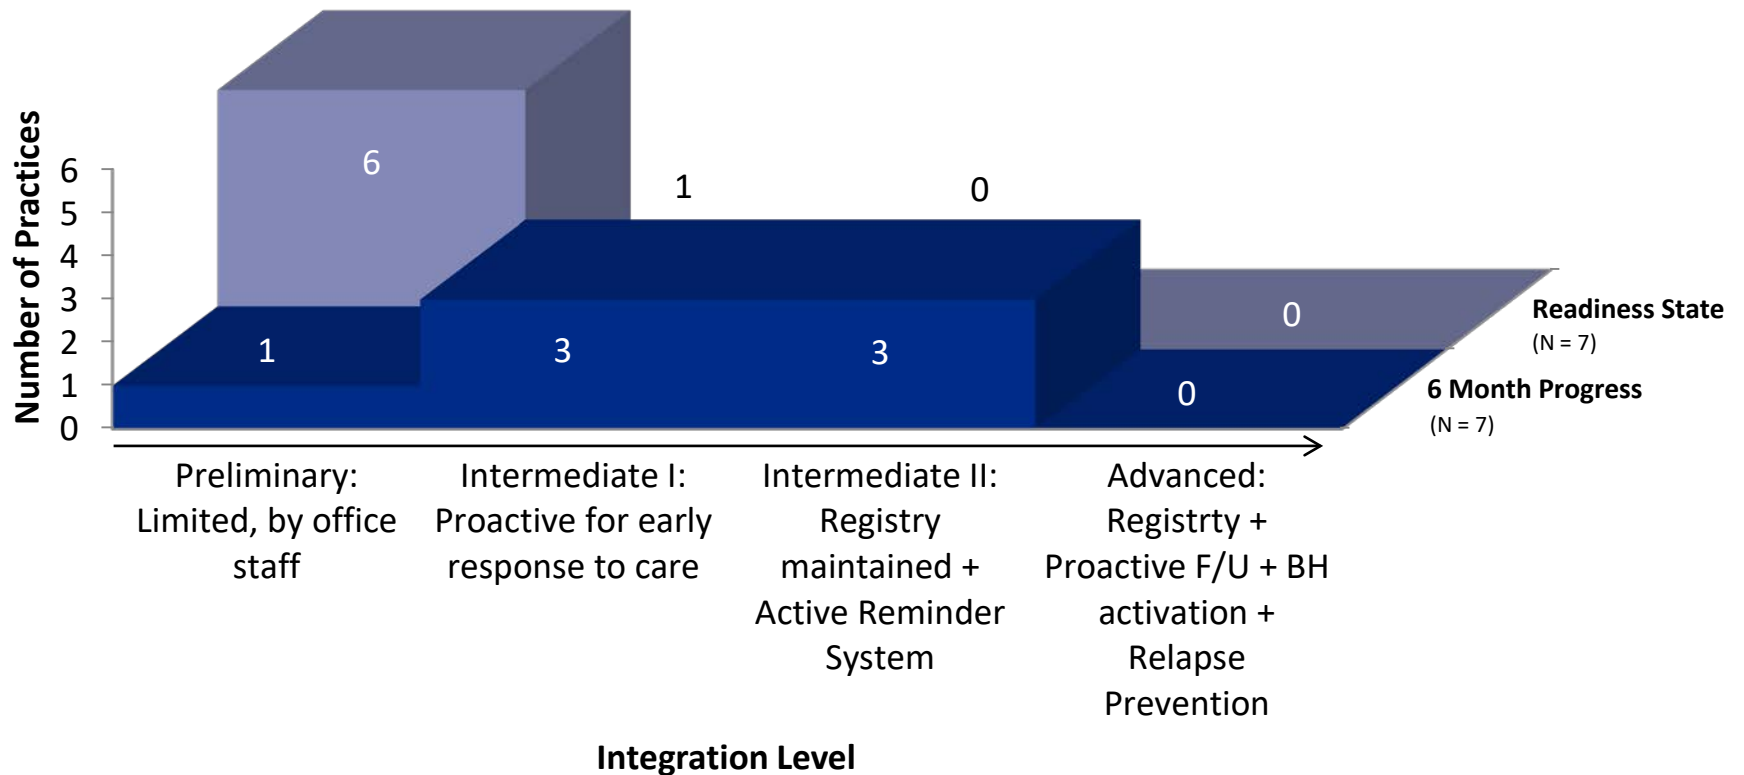 Number of Practices
6
5
4
3
2
1
0
6
1
0
0
1
3
3
0
Readiness State
(N = 7)
6 Month Progress
(N = 7)
Preliminary:
Limited, by office
staff
Intermediate I:
Proactive for early
response to care
Intermediate II:
Registry
maintained +
Active Reminder
System
Advanced:
Registrty +
Proactive F/U + BH
activation +
Relapse
Prevention
Integration Level